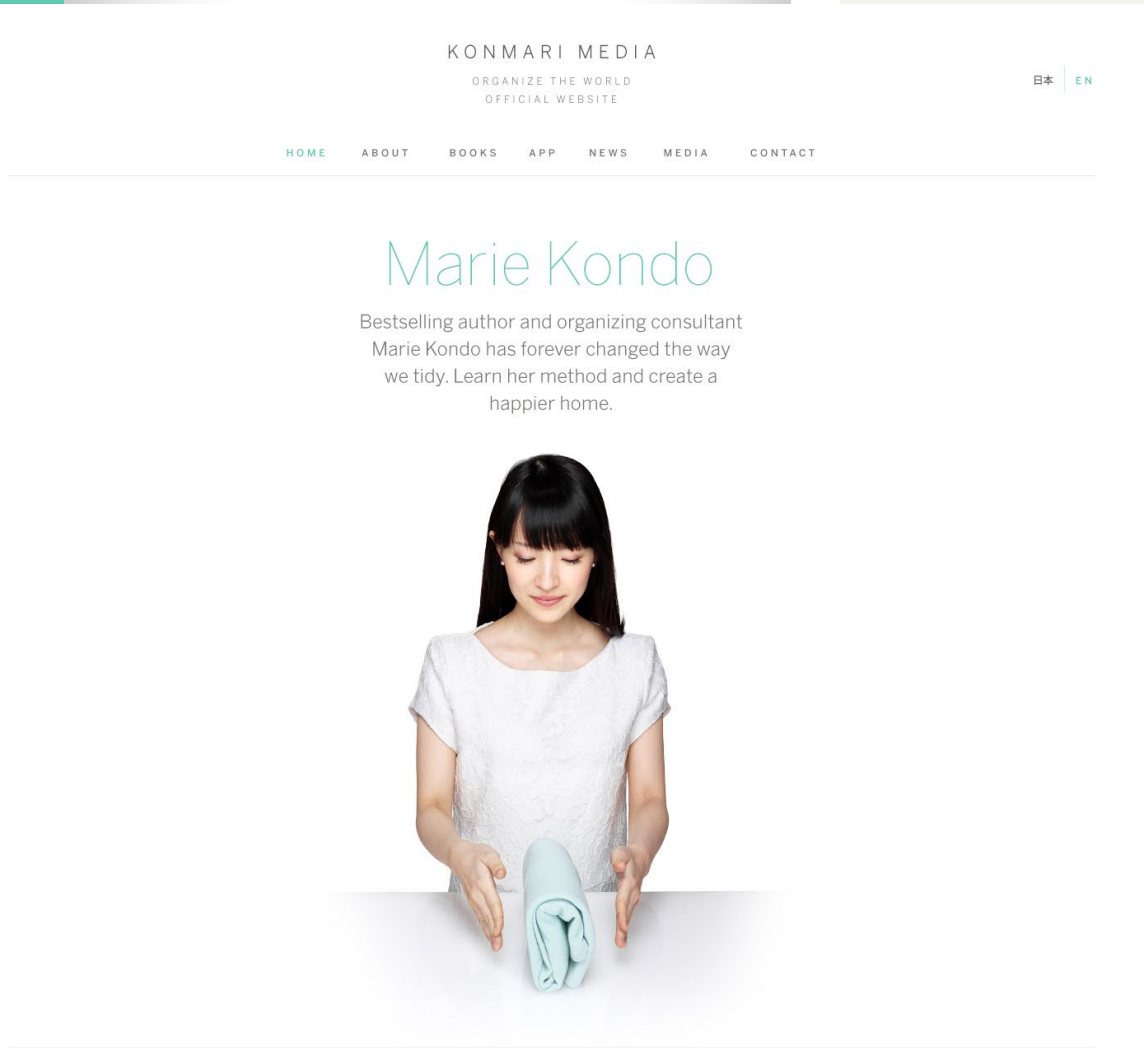 KONMARI MEDIA
ORGANIZE THE WORLD
OFFICIAL WEBSITE
日本 EN
HOME ABOUT BOOKS APP NEWS MEDIA CONTACT
Marie Kondo
Bestselling author and organizing consultant
Marie Kondo has forever changed the way
we tidy. Learn her method and create a
happier home.